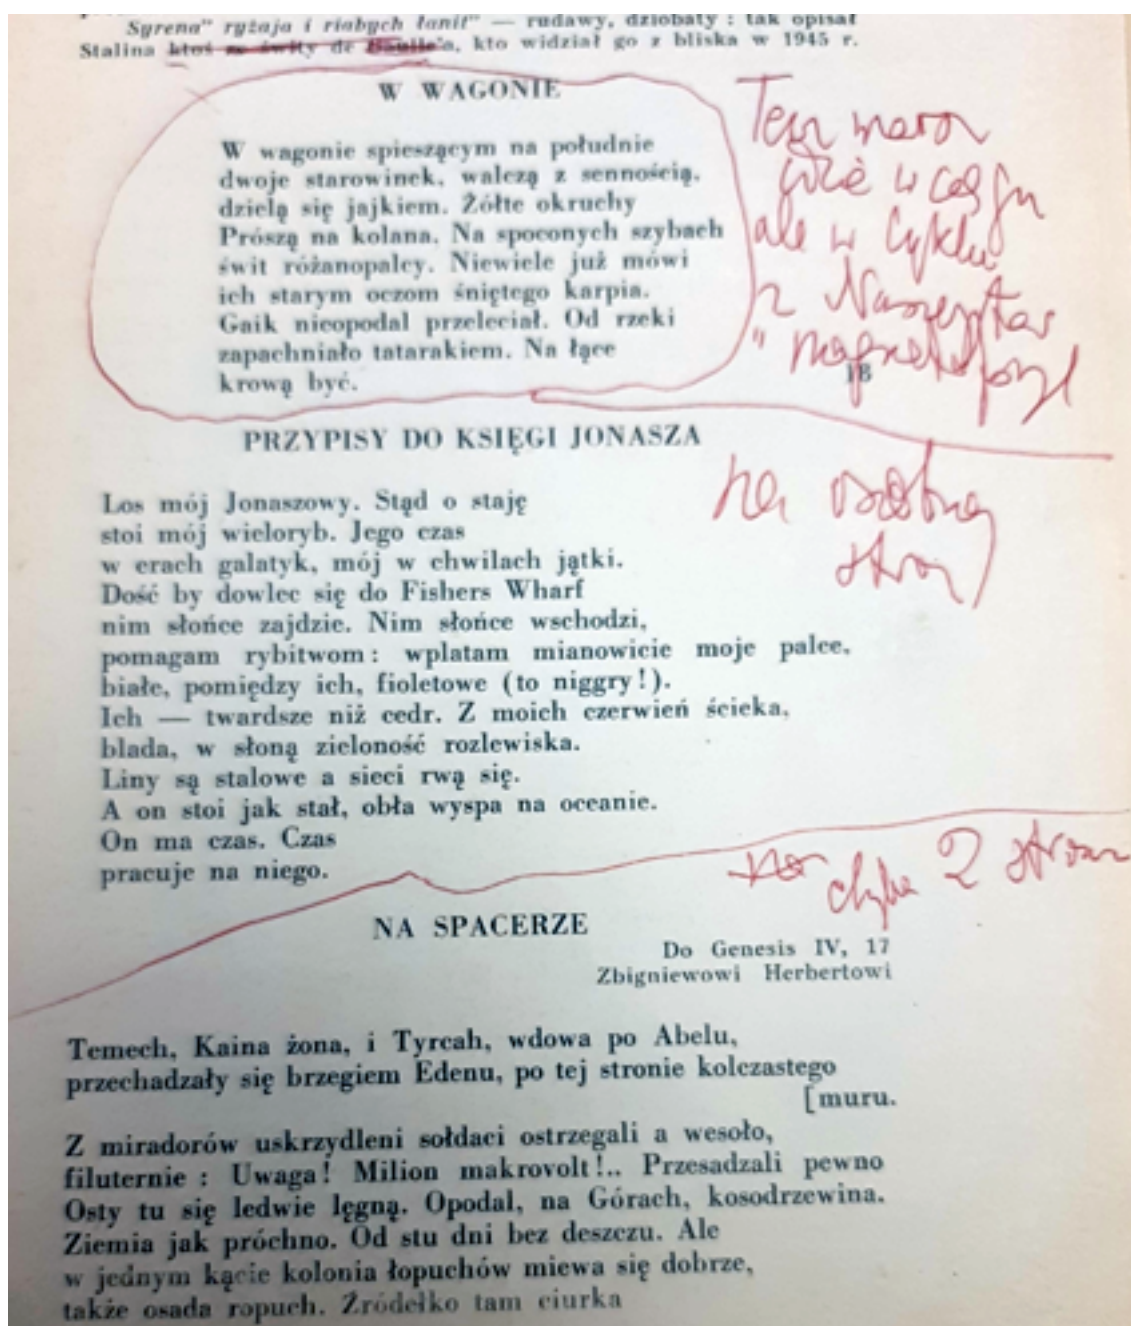 Syrena" ryżaja i riabych łanit" — rudawy, dziobaty : tak opisał
Stalina ktoś ze świty de Gaulle'a, kto widział go z bliska w 1945 r.
W WAGONIE
W wagonie spieszącym na południe
dwoje starowinek, walczą z sennością.
dzielą się jajkiem. Żółte okruchy
Prószą na kolana. Na spoconych szybach
świt różanopalcy. Niewiele już mówi
ich starym oczom śniętego karpia.
Gaik nieopodal przeleciał. Od rzeki
zapachniało tatarakiem. Na łące
krową być.
Ten
w
ale w Cyklu
z
18
PRZYPISY DO KSIĘGI JONASZA
na osobnej
stronj
Los mój Jonaszowy. Stąd o staję
stoi mój wieloryb. Jego czas
w erach galatyk, mój w chwilach jątki.
Dość by dowlec się do Fishers Wharf
nim słońce zajdzie. Nim słońce wschodzi,
pomagam rybitwom : wplatam mianowicie moje palce,
białe, pomiędzy ich, fioletowe (to niggry!).
Ich — twardsze niż cedr. Z moich czerwień ścieka,
blada, w słoną zieloność rozlewiska.
Liny są stalowe a sieci rwą się.
A on stoi jak stał, obła wyspa na oceanie.
On ma czas. Czas
pracuje na niego.
na chyba 2 stron
NA SPACERZE
Do Genesis IV, 17
Zbigniewowi Herbertowi
Temech, Kaina żona, i Tyrcah, wdowa po Abelu,
przechadzały się brzegiem Edenu, po tej stronie kolczastego
[muru.
Z miradorów uskrzydleni sołdaci ostrzegali a wesoło,
filuternie : Uwaga! Milion makrovolt!.. Przesadzali pewno
Osty tu się ledwie lęgną. Opodal, na Górach, kosodrzewina.
Ziemia jak próchno. Od stu dni bez deszczu. Ale
w jednym kącie kolonia łopuchów miewa się dobrze,
także osada ropuch. Źródełko tam ciurka